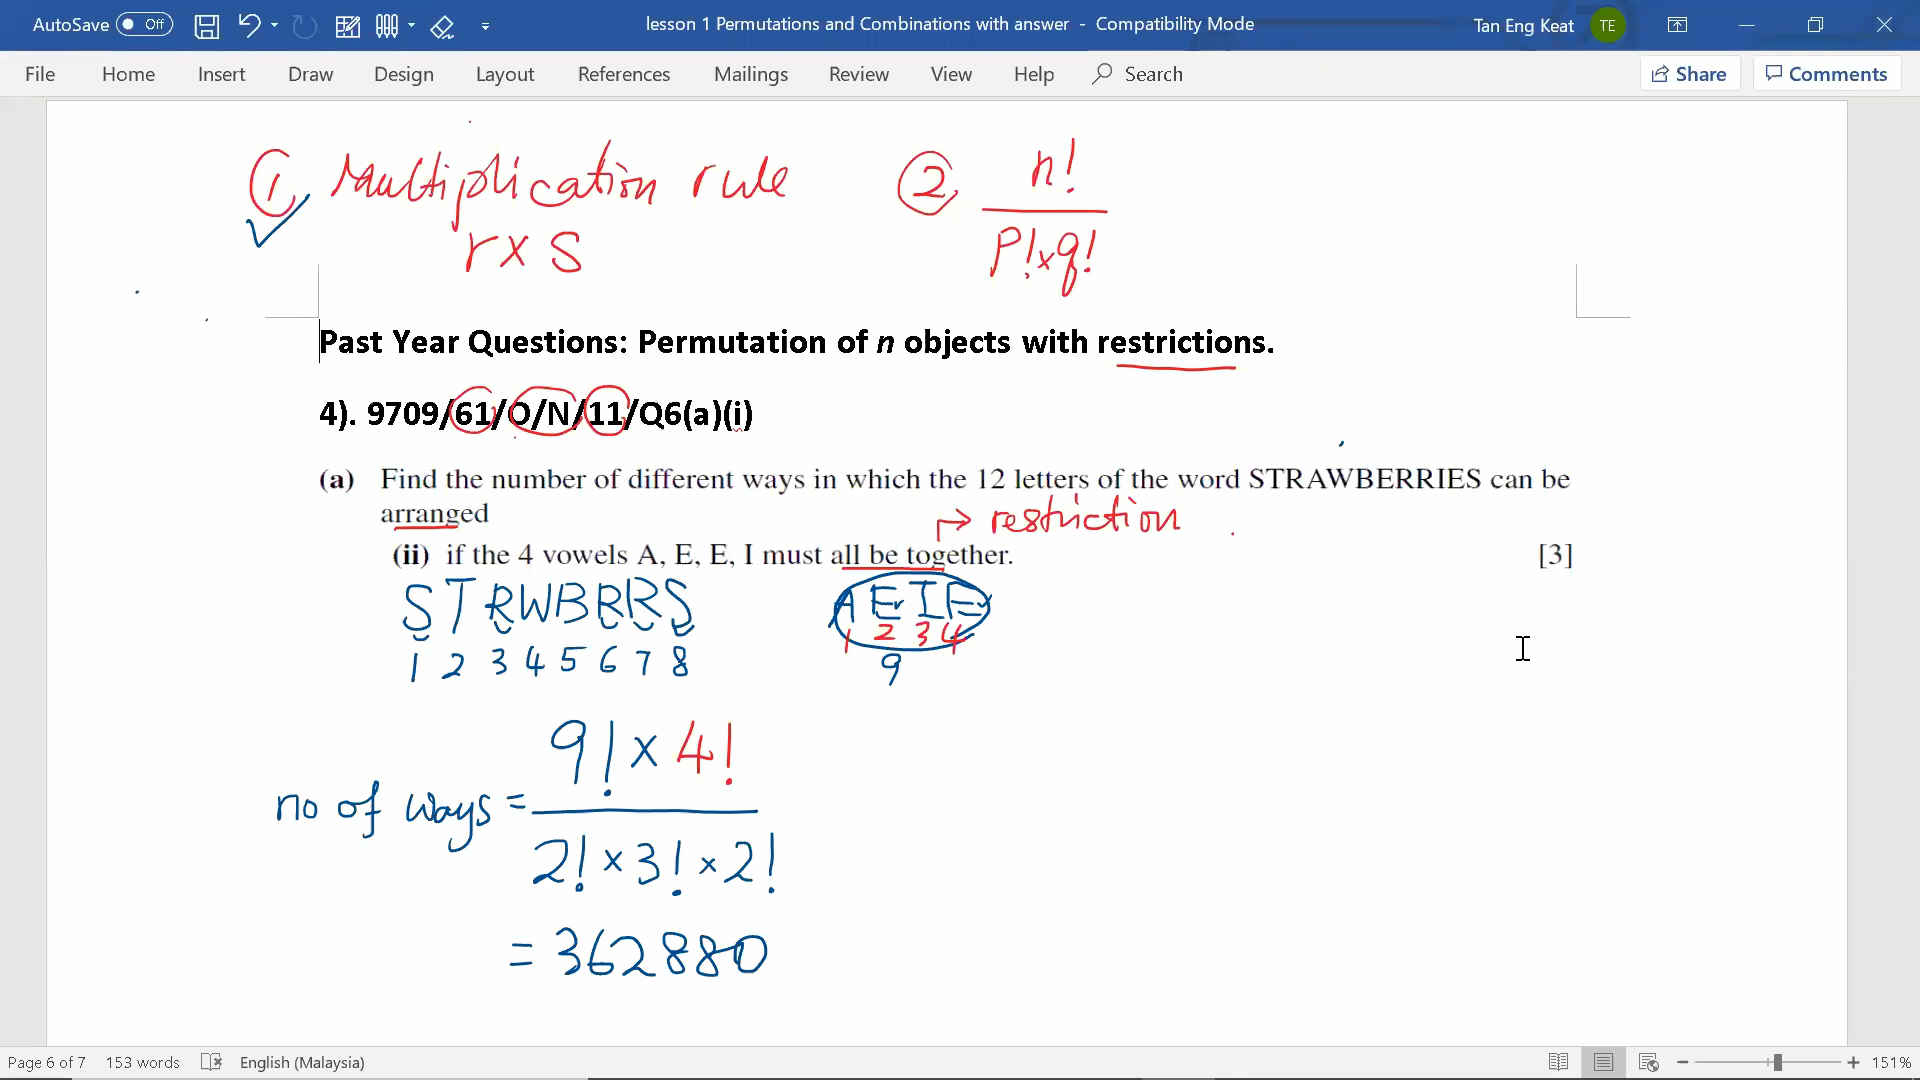 AutoSave Off lesson 1 Permutations and Combinations with answer - Compatibility Mode Tan Eng Keat TE
File Home Insert Draw Design Layout References Mailings Review View Help Search Share Comments
1. Multiplication rule
r x s
2. n!
p! x q!
Past Year Questions: Permutation of n objects with restrictions.
4). 9709/61/O/N/11/Q6(a)(i)
(a) Find the number of different ways in which the 12 letters of the word STRAWBERRIES can be
arranged
→ restriction
(ii) if the 4 vowels A, E, E, I must all be together. [3]
S T R W B R R S A E I E
1 2 3 4
1 2 3 4 5 6 7 8 9
9! x 4!
no of ways =
2! x 3! x 2!
= 362880
Page 6 of 7 153 words English (Malaysia) 151%